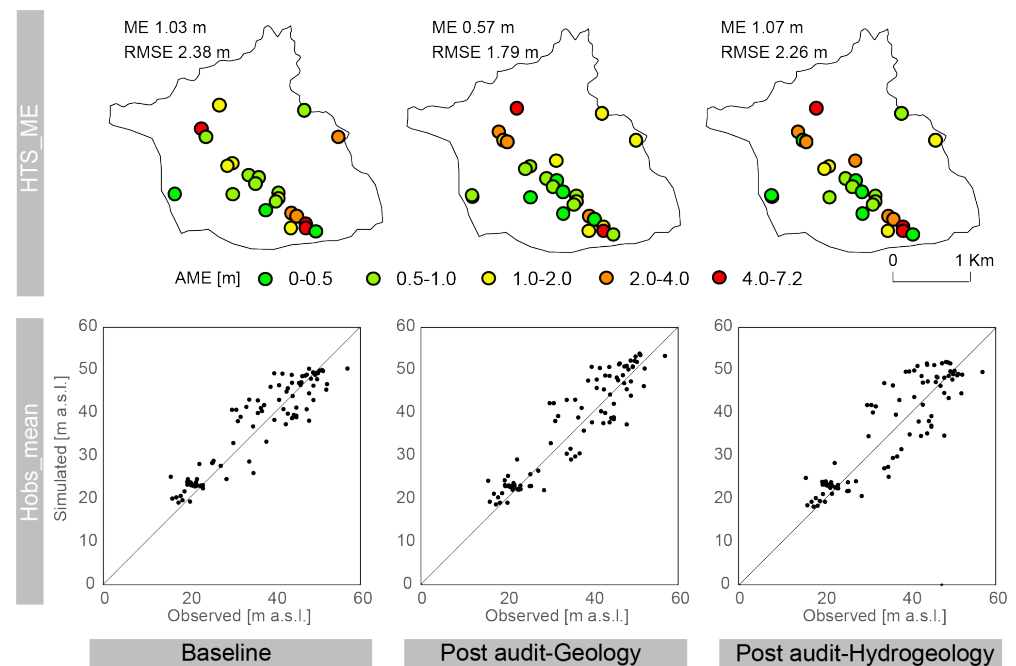 HTS_ME
ME 1.03 m
RMSE 2.38 m
ME 0.57 m
RMSE 1.79 m
ME 1.07 m
RMSE 2.26 m
AME [m] 0-0.5 0.5-1.0 1.0-2.0 2.0-4.0 4.0-7.2
0 1 Km
Hobs_mean
Simulated [m a.s.l.]
60
50
40
30
20
10
0
0 20 40 60
Observed [m a.s.l.]
60
50
40
30
20
10
0
0 20 40 60
Observed [m a.s.l.]
60
50
40
30
20
10
0
0 20 40 60
Observed [m a.s.l.]
Baseline
Post audit-Geology
Post audit-Hydrogeology